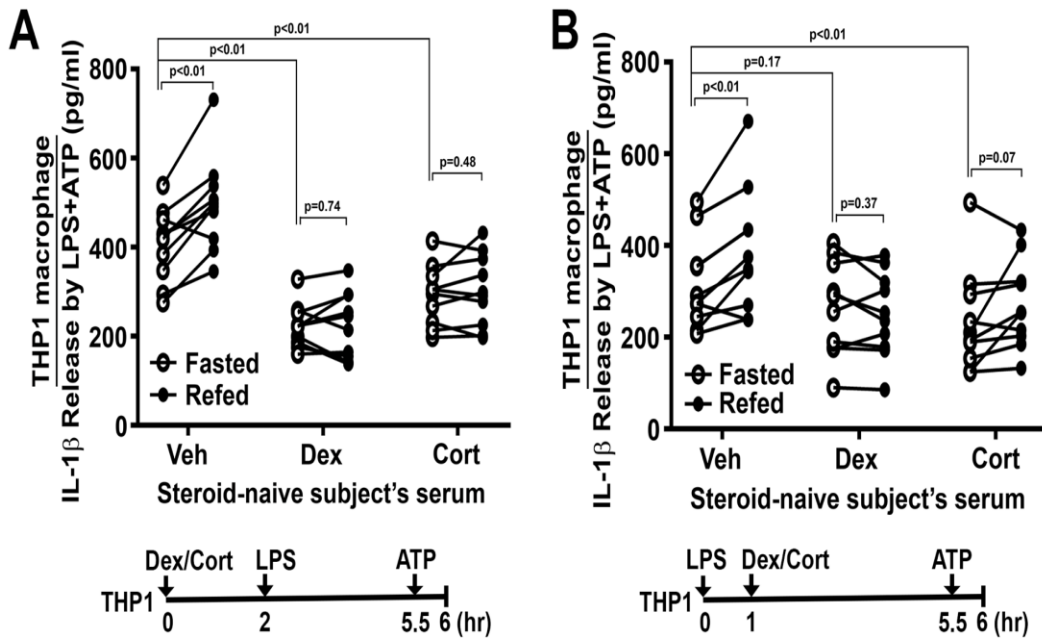 A
THP1 macrophage
IL-1β Release by LPS+ATP (pg/ml)
800
600
400
200
0
p<0.01
p<0.01
p<0.01
p=0.74
p=0.48
Fasted
Refed
Veh Dex Cort
Steroid-naive subject's serum
Dex/Cort LPS ATP
THP1
0 2 5.5 6 (hr)
B
THP1 macrophage
IL-1β Release by LPS+ATP (pg/ml)
800
600
400
200
0
p<0.01
p=0.17
p<0.01
p=0.37
p=0.07
Fasted
Refed
Veh Dex Cort
Steroid-naive subject's serum
LPS Dex/Cort ATP
THP1
0 1 5.5 6 (hr)